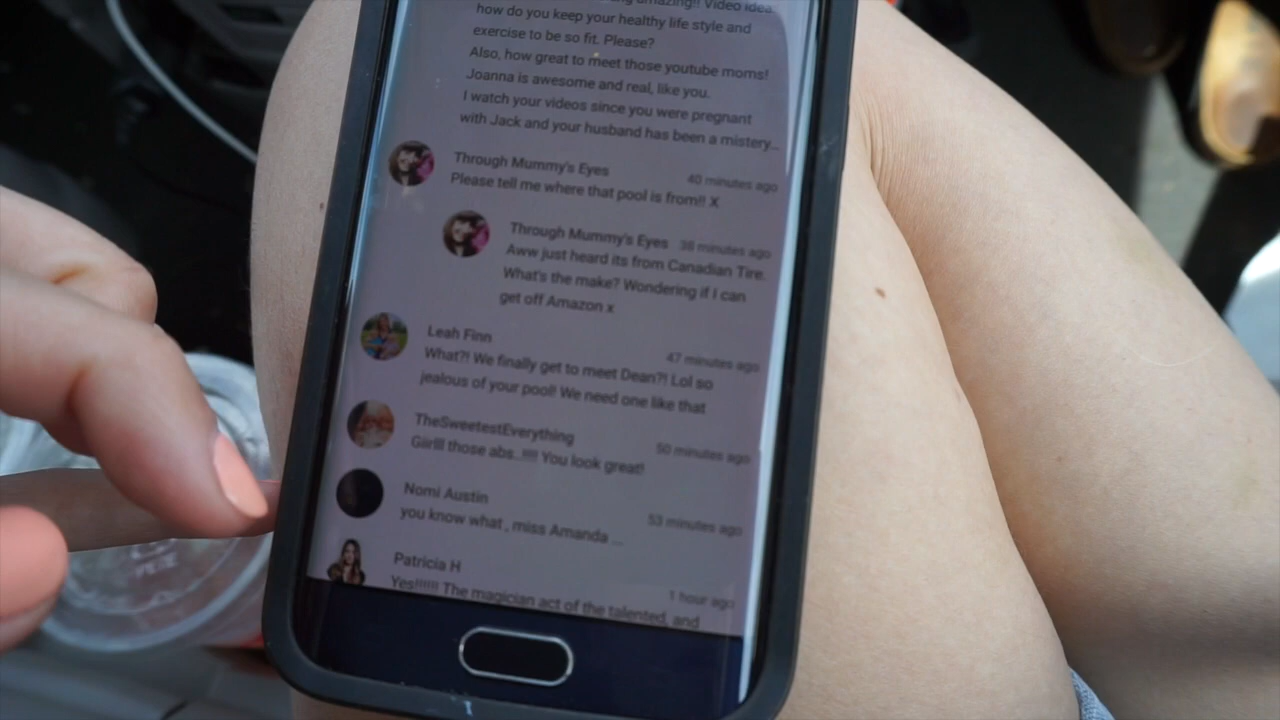 amazing!! Video idea:
how do you keep your healthy life style and
exercise to be so fit. Please?
Also, how great to meet those youtube moms!
Joanna is awesome and real, like you.
I watch your videos since you were pregnant
with Jack and your husband has been a mistery...
Through Mummy's Eyes 40 minutes ago
Please tell me where that pool is from!! X
Through Mummy's Eyes 38 minutes ago
Aww just heard its from Canadian Tire.
What's the make? Wondering if I can
get off Amazon x
Leah Finn 47 minutes ago
What?! We finally get to meet Dean?! Lol so
jealous of your pool! We need one like that
TheSweetestEverything 50 minutes ago
Giirlll those abs..!!!! You look great!
Nomi Austin 53 minutes ago
you know what , miss Amanda ...
Patricia H 1 hour ago
Yes!!!!!! The magician act of the talented, and